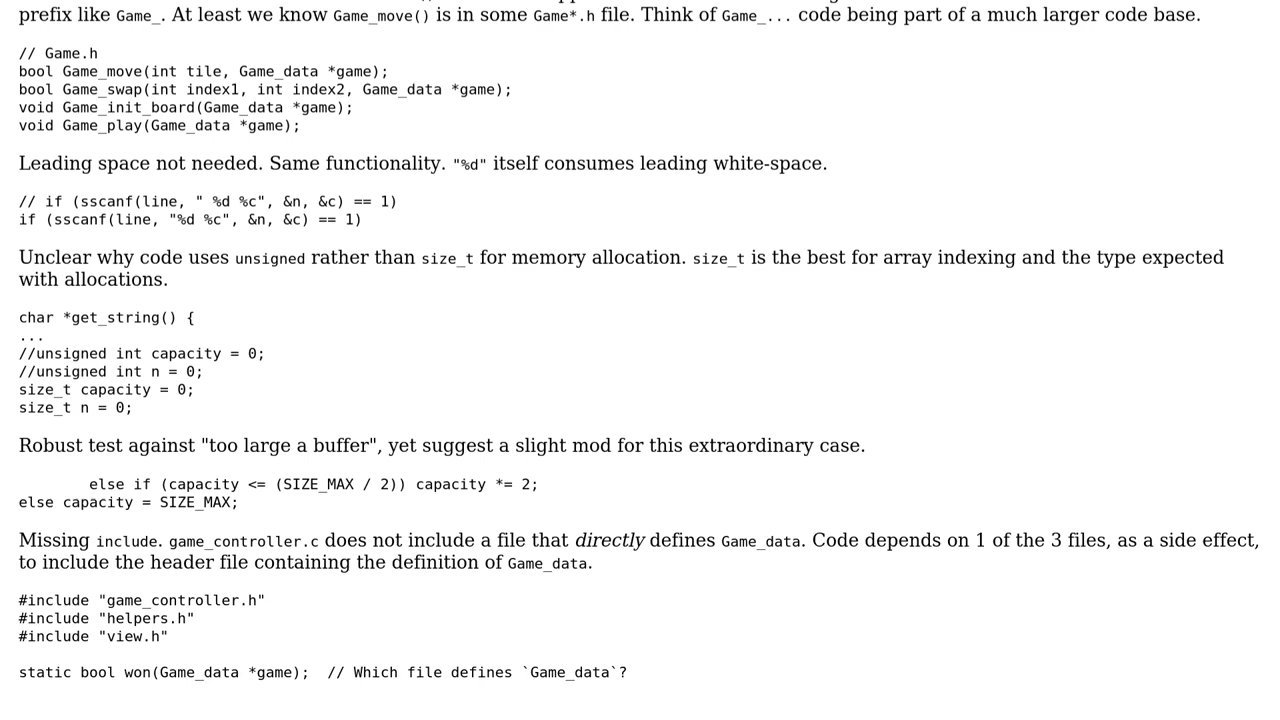 prefix like Game_. At least we know Game_move() is in some Game*.h file. Think of Game_... code being part of a much larger code base.
// Game.h
bool Game_move(int tile, Game_data *game);
bool Game_swap(int index1, int index2, Game_data *game);
void Game_init_board(Game_data *game);
void Game_play(Game_data *game);
Leading space not needed. Same functionality. "%d" itself consumes leading white-space.
// if (sscanf(line, " %d %c", &n, &c) == 1)
if (sscanf(line, "%d %c", &n, &c) == 1)
Unclear why code uses unsigned rather than size_t for memory allocation. size_t is the best for array indexing and the type expected
with allocations.
char *get_string() {
...
//unsigned int capacity = 0;
//unsigned int n = 0;
size_t capacity = 0;
size_t n = 0;
Robust test against "too large a buffer", yet suggest a slight mod for this extraordinary case.
else if (capacity <= (SIZE_MAX / 2)) capacity *= 2;
else capacity = SIZE_MAX;
Missing include. game_controller.c does not include a file that directly defines Game_data. Code depends on 1 of the 3 files, as a side effect,
to include the header file containing the definition of Game_data.
#include "game_controller.h"
#include "helpers.h"
#include "view.h"
static bool won(Game_data *game);  // Which file defines `Game_data`?